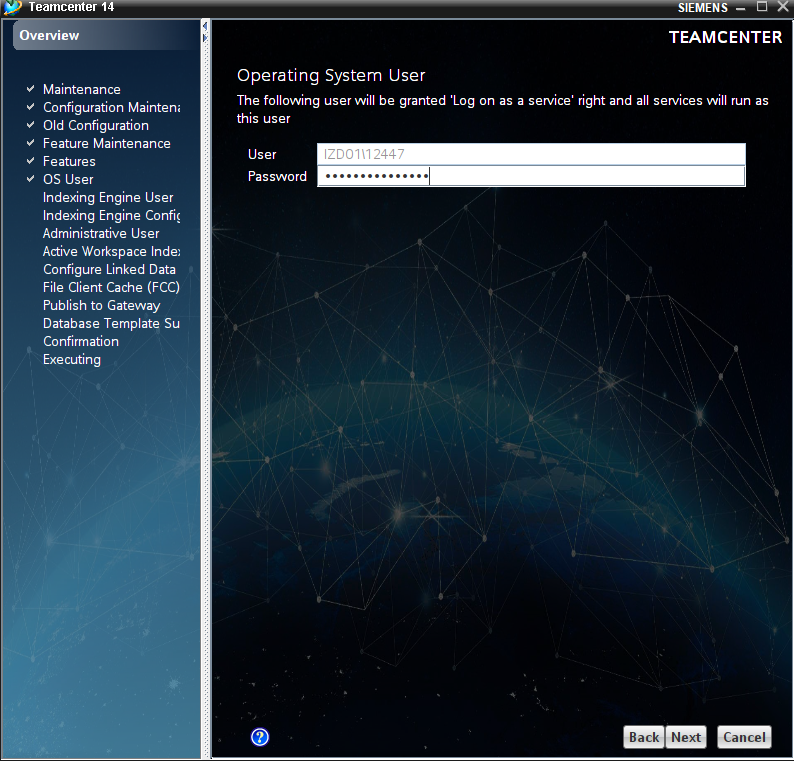 Teamcenter 14
SIEMENS
Overview
Maintenance
Configuration Maintena
Old Configuration
Feature Maintenance
Features
OS User
Indexing Engine User
Indexing Engine Config
Administrative User
Active Workspace Index
Configure Linked Data
File Client Cache (FCC)
Publish to Gateway
Database Template Su
Confirmation
Executing
TEAMCENTER
Operating System User
The following user will be granted 'Log on as a service' right and all services will run as
this user
User IZD01\12447
Password •••••••••••••••
?
Back Next Cancel